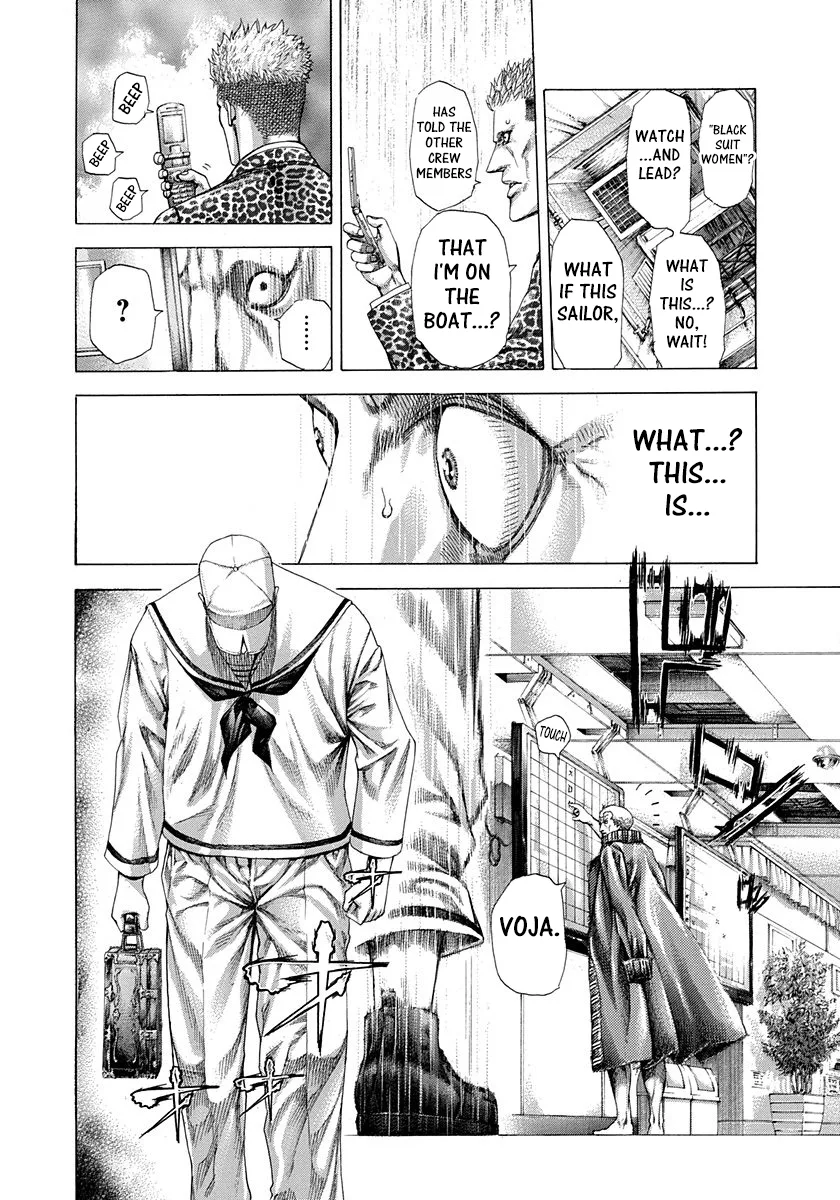 "BLACK
SUIT
WOMEN"?
WATCH
...AND
LEAD?
WHAT
IS
THIS...?
NO,
WAIT!
WHAT
IF THIS
SAILOR,
HAS
TOLD THE
OTHER
CREW
MEMBERS
THAT
I'M ON
THE
BOAT...?
BEEP
BEEP
BEEP
......
?
WHAT...?
THIS...
IS...
TOUCH
VOJA.